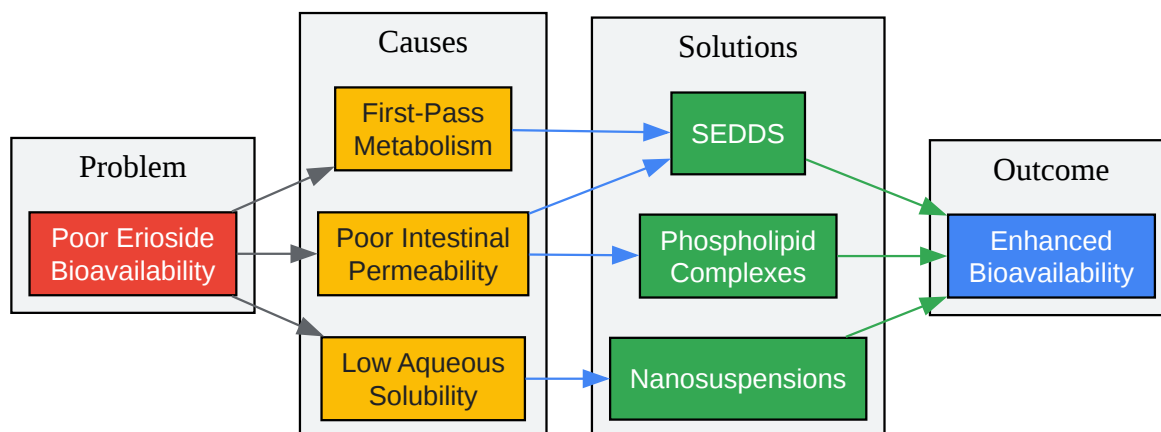 Problem
Poor Erioside
Bioavailability
Causes
First-Pass
Metabolism
Poor Intestinal
Permeability
Low Aqueous
Solubility
Solutions
SEDDS
Phospholipid
Complexes
Nanosuspensions
Outcome
Enhanced
Bioavailability